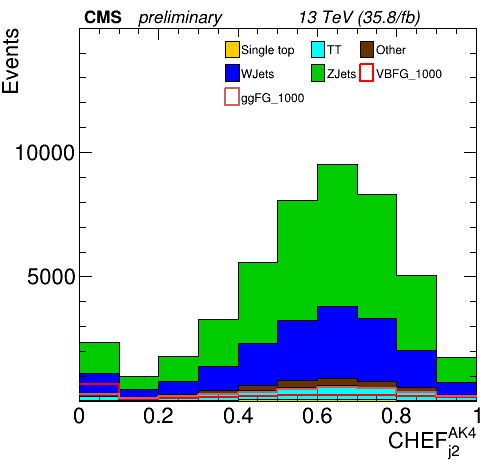 CMS preliminary 13 TeV (35.8/fb)
Events
Single top TT Other
WJets ZJets VBFG_1000
ggFG_1000
10000
5000
0 0.2 0.4 0.6 0.8 1
CHEF^{AK4}_{j2}